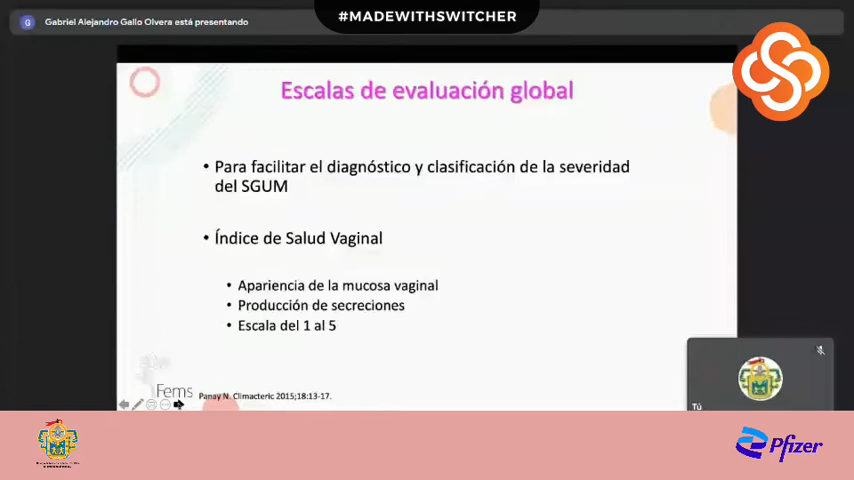 #MADEWITHSWITCHER
G Gabriel Alejandro Gallo Olvera está presentando
Escalas de evaluación global
• Para facilitar el diagnóstico y clasificación de la severidad
del SGUM
• Índice de Salud Vaginal
• Apariencia de la mucosa vaginal
• Producción de secreciones
• Escala del 1 al 5
Fems
Panay N. Climacteric 2015;18:13-17.
Tú
Pfizer